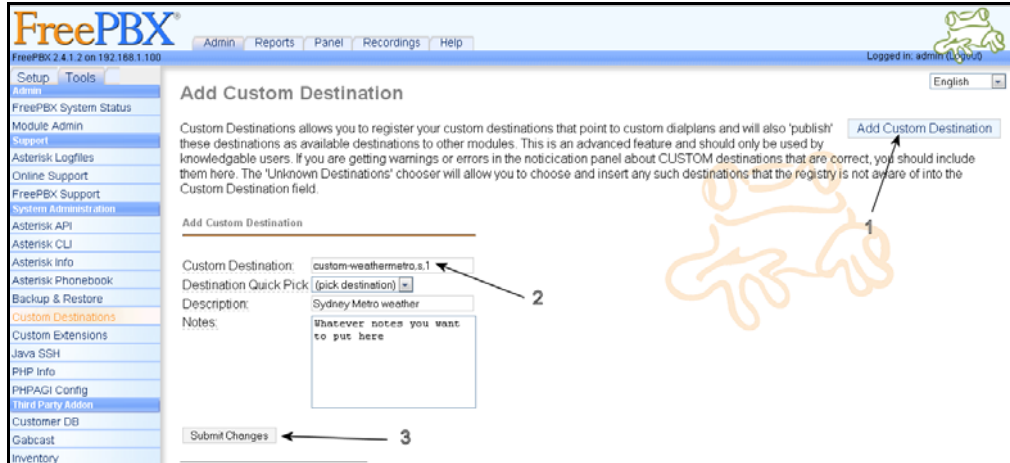 FreePBX®
Admin Reports Panel Recordings Help
FreePBX 2.4.1.2 on 192.168.1.100
Logged in: admin (Logout)
Setup Tools
English
Admin
FreePBX System Status
Module Admin
Support
Asterisk Logfiles
Online Support
FreePBX Support
System Administration
Asterisk API
Asterisk CLI
Asterisk Info
Asterisk Phonebook
Backup & Restore
Custom Destinations
Custom Extensions
Java SSH
PHP Info
PHPAGI Config
Third Party Addon
Customer DB
Gabcast
Inventory
Add Custom Destination
Add Custom Destination
Custom Destinations allows you to register your custom destinations that point to custom dialplans and will also 'publish'
these destinations as available destinations to other modules. This is an advanced feature and should only be used by
knowledgable users. If you are getting warnings or errors in the noticication panel about CUSTOM destinations that are correct, you should include
them here. The 'Unknown Destinations' chooser will allow you to choose and insert any such destinations that the registry is not aware of into the
Custom Destination field.
1
Add Custom Destination
Custom Destination: custom-weathermetro,s,1
2
Destination Quick Pick (pick destination)
Description: Sydney Metro weather
Notes: Whatever notes you want
to put here
Submit Changes
3